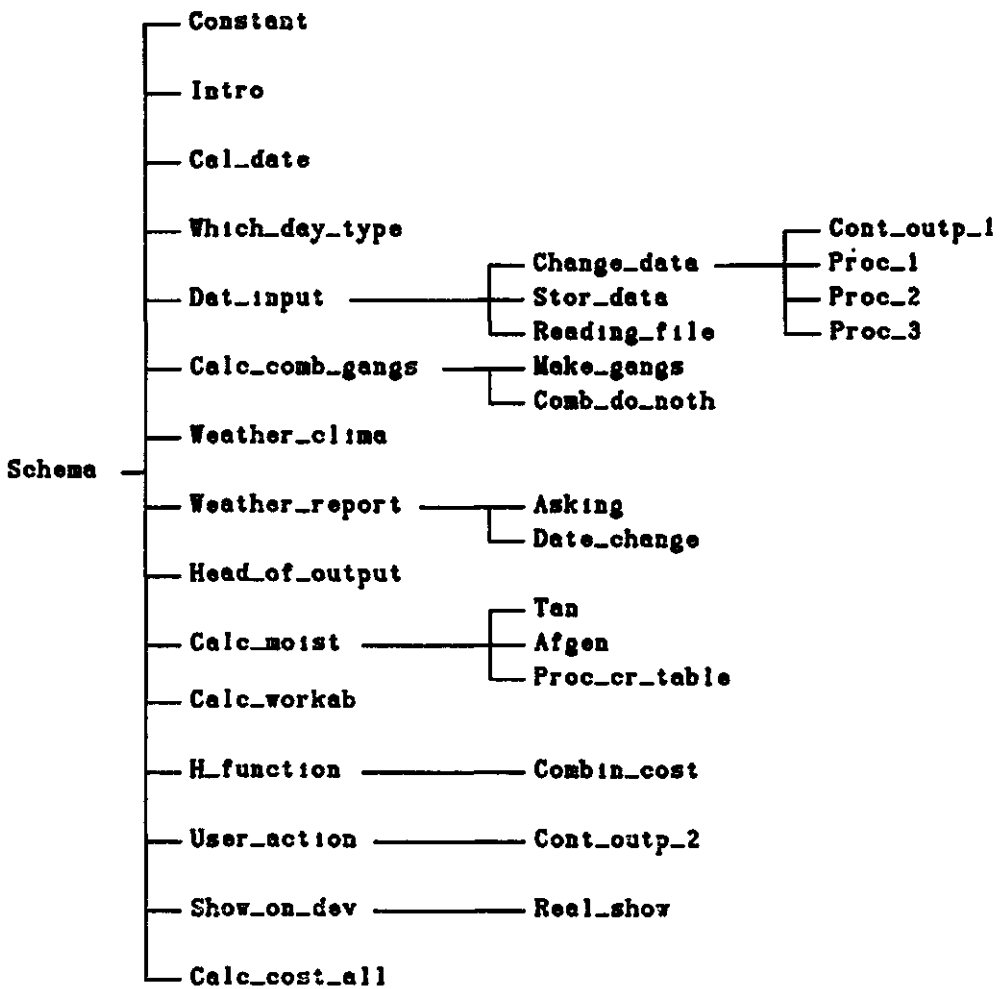 Constant
Intro
Cal_date
Which_day_type
Cont_outp_1
Change_data
Proc_1
Dat_input
Stor_data
Proc_2
Reading_file
Proc_3
Calc_comb_gangs
Make_gangs
Comb_do_noth
Weather_clima
Schema
Weather_report
Asking
Date_change
Head_of_output
Tan
Calc_moist
Afgen
Proc_cr_table
Calc_workab
H_function
Combin_cost
User_action
Cont_outp_2
Show_on_dev
Real_show
Calc_cost_all